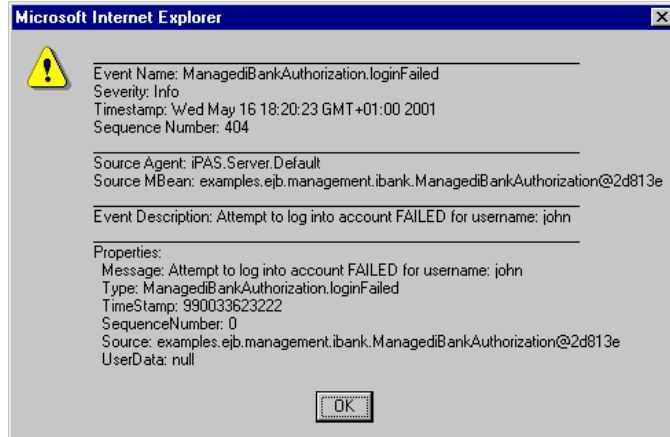 Microsoft Internet Explorer
Event Name: ManagediBankAuthorization.loginFailed
Severity: Info
Timestamp: Wed May 16 18:20:23 GMT+01:00 2001
Sequence Number: 404
Source Agent: iPAS.Server.Default
Source MBean: examples.ejb.management.ibank.ManagediBankAuthorization@2d813e
Event Description: Attempt to log into account FAILED for username: john
Properties:
Message: Attempt to log into account FAILED for username: john
Type: ManagediBankAuthorization.loginFailed
TimeStamp: 990033623222
SequenceNumber: 0
Source: examples.ejb.management.ibank.ManagediBankAuthorization@2d813e
UserData: null
OK